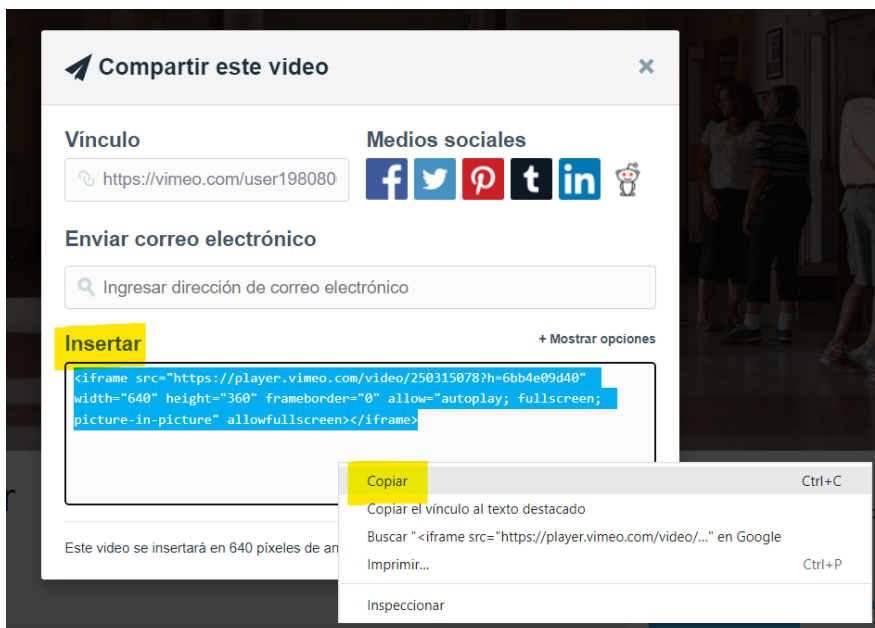 Compartir este video
Vínculo
Medios sociales
https://vimeo.com/user198080
Enviar correo electrónico
Ingresar dirección de correo electrónico
Insertar
+ Mostrar opciones
<iframe src="https://player.vimeo.com/video/250315078?h=6bb4e09d40"
width="640" height="360" frameborder="0" allow="autoplay; fullscreen;
picture-in-picture" allowfullscreen></iframe>
Copiar Ctrl+C
Copiar el vínculo al texto destacado
Buscar "<iframe src="https://player.vimeo.com/video/..." en Google
Imprimir... Ctrl+P
Inspeccionar
Este video se insertará en 640 píxeles de an